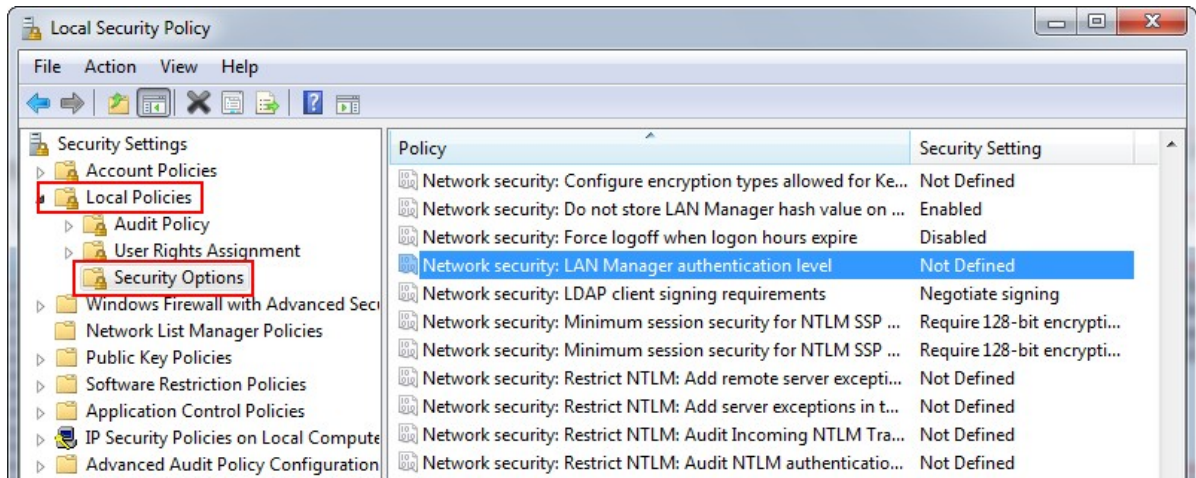 Local Security Policy
File Action View Help
Security Settings
Account Policies
Local Policies
Audit Policy
User Rights Assignment
Security Options
Windows Firewall with Advanced Secu
Network List Manager Policies
Public Key Policies
Software Restriction Policies
Application Control Policies
IP Security Policies on Local Compute
Advanced Audit Policy Configuration
Policy Security Setting
Network security: Configure encryption types allowed for Ke... Not Defined
Network security: Do not store LAN Manager hash value on ... Enabled
Network security: Force logoff when logon hours expire Disabled
Network security: LAN Manager authentication level Not Defined
Network security: LDAP client signing requirements Negotiate signing
Network security: Minimum session security for NTLM SSP ... Require 128-bit encrypti...
Network security: Minimum session security for NTLM SSP ... Require 128-bit encrypti...
Network security: Restrict NTLM: Add remote server excepti... Not Defined
Network security: Restrict NTLM: Add server exceptions in t... Not Defined
Network security: Restrict NTLM: Audit Incoming NTLM Tra... Not Defined
Network security: Restrict NTLM: Audit NTLM authenticatio... Not Defined